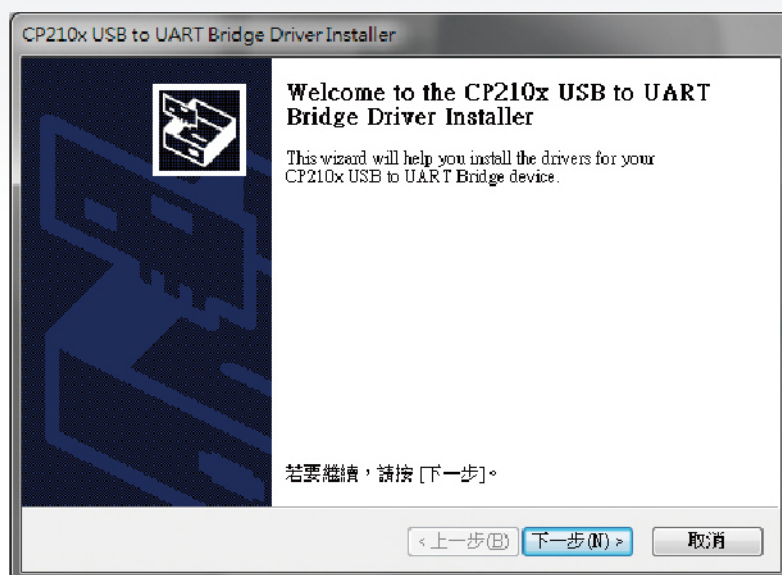 CP210x USB to UART Bridge Driver Installer
Welcome to the CP210x USB to UART
Bridge Driver Installer
This wizard will help you install the drivers for your
CP210x USB to UART Bridge device.
若要繼續，請按 [下一步]。
<上一步(B) 下一步(N) > 取消